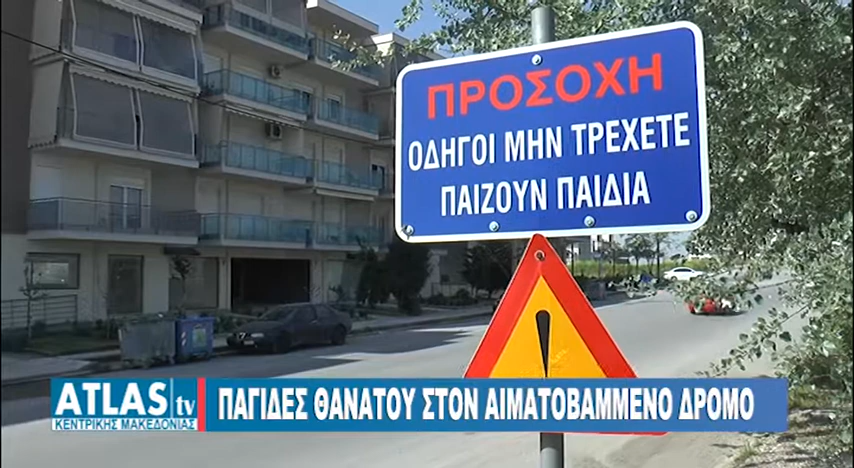 ΠΡΟΣΟΧΗ
ΟΔΗΓΟΙ ΜΗΝ ΤΡΕΧΕΤΕ
ΠΑΙΖΟΥΝ ΠΑΙΔΙΑ
ATLAS tv
ΚΕΝΤΡΙΚΗΣ ΜΑΚΕΔΟΝΙΑΣ
ΠΑΓΙΔΕΣ ΘΑΝΑΤΟΥ ΣΤΟΝ ΑΙΜΑΤΟΒΑΜΜΕΝΟ ΔΡΟΜΟ